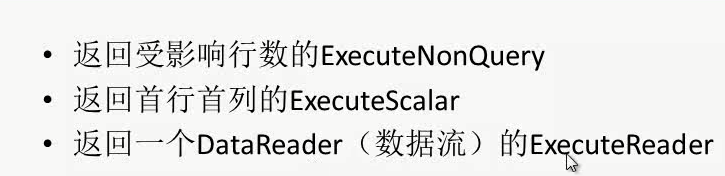 • 返回受影响行数的ExecuteNonQuery
• 返回首行首列的ExecuteScalar
• 返回一个DataReader（数据流）的ExecuteReader